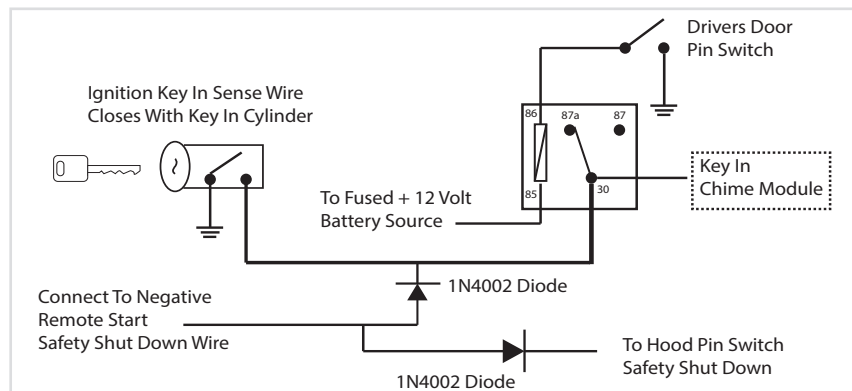 Drivers Door
Pin Switch
Ignition Key In Sense Wire
Closes With Key In Cylinder
86
87a
87
Key In
Chime Module
85
30
To Fused + 12 Volt
Battery Source
1N4002 Diode
Connect To Negative
Remote Start
Safety Shut Down Wire
To Hood Pin Switch
Safety Shut Down
1N4002 Diode